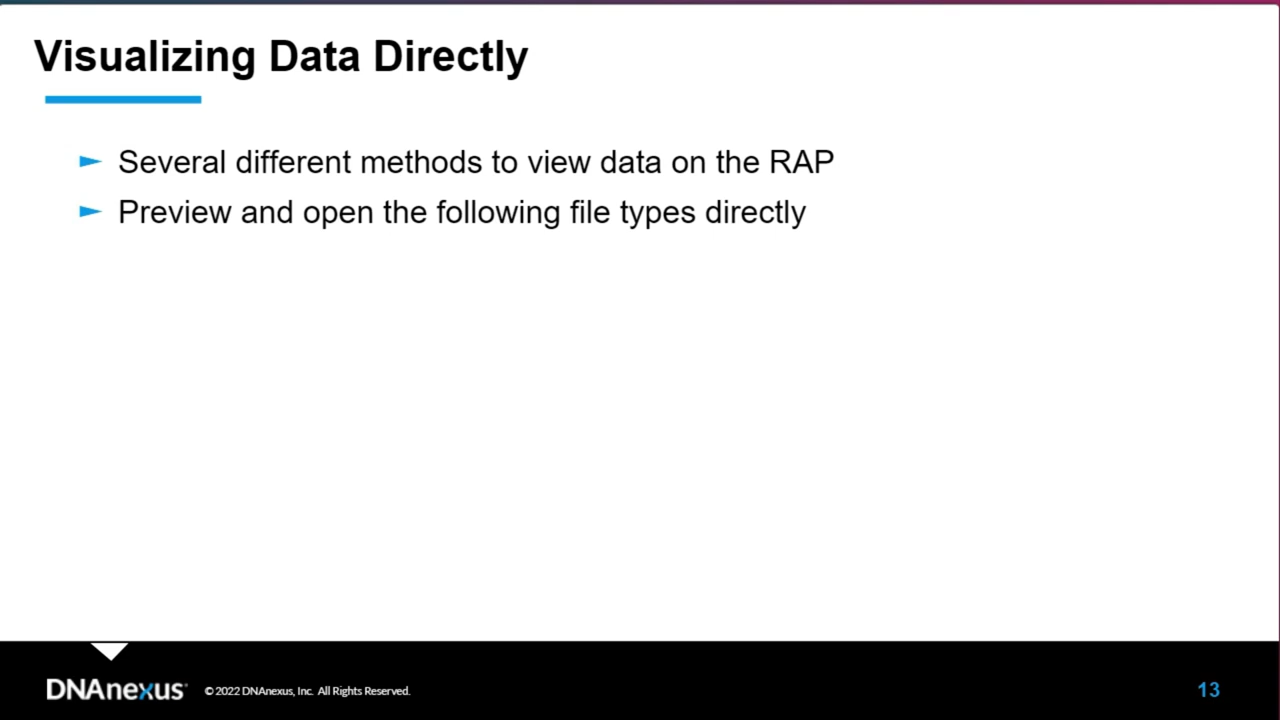 Visualizing Data Directly
► Several different methods to view data on the RAP
► Preview and open the following file types directly
DNAnexus
© 2022 DNAnexus, Inc. All Rights Reserved.
13